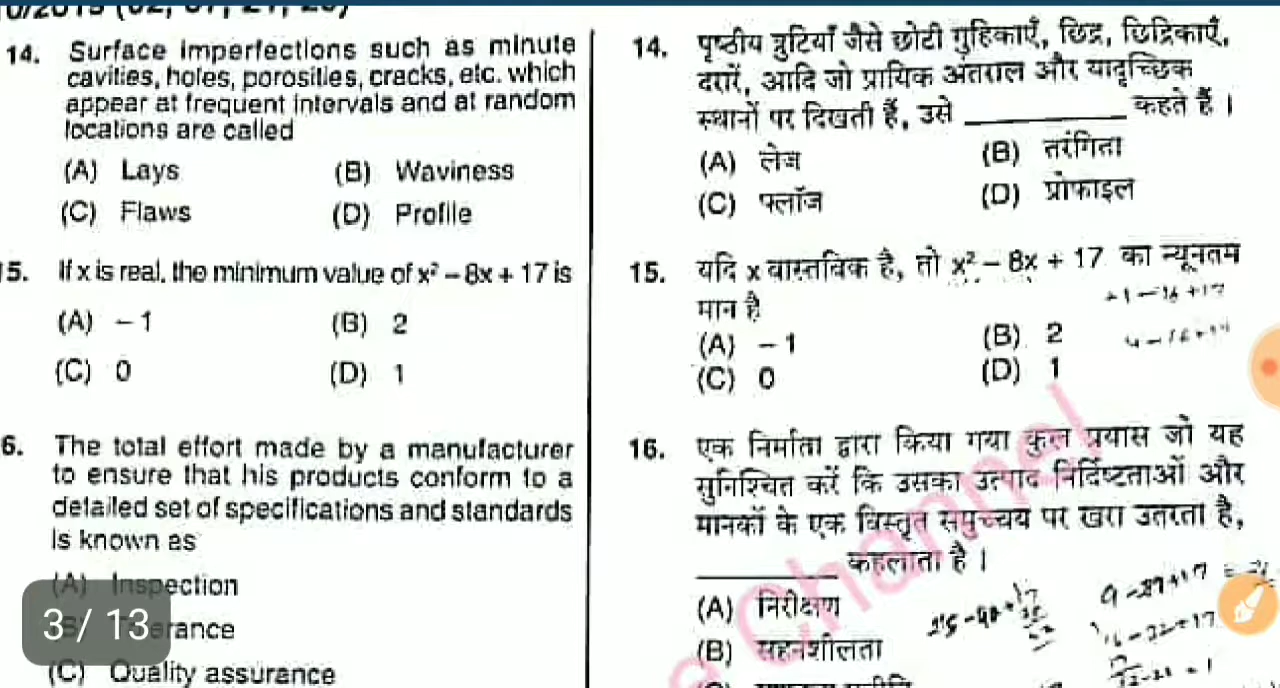 14. Surface imperfections such as minute
cavities, holes, porosities, cracks, etc. which
appear at frequent intervals and at random
locations are called
(A) Lays (B) Waviness
(C) Flaws (D) Profile
15. If x is real, the minimum value of x² – 8x + 17 is
(A) – 1 (B) 2
(C) 0 (D) 1
6. The total effort made by a manufacturer
to ensure that his products conform to a
detailed set of specifications and standards
is known as
(A) Inspection
3 / 13
(C) Quality assurance
14. पृष्ठीय त्रुटियाँ जैसे छोटी गुहिकाएँ, छिद्र, छिद्रिकाएँ,
दरारें, आदि जो प्रायिक अंतराल और यादृच्छिक
स्थानों पर दिखती हैं, उसे __________ कहते हैं ।
(A) लेज (B) तरंगिता
(C) फ्लॉज (D) प्रोफाइल
15. यदि x वास्तविक है, तो x² – 8x + 17 का न्यूनतम
मान है
(A) – 1 (B) 2
(C) 0 (D) 1
16. एक निर्माता द्वारा किया गया कुल प्रयास जो यह
सुनिश्चित करें कि उसका उत्पाद निर्दिष्टताओं और
मानकों के एक विस्तृत समुच्चय पर खरा उतरता है,
__________ कहलाता है ।
(A) निरीक्षण
(B) सहनशीलता
Channel